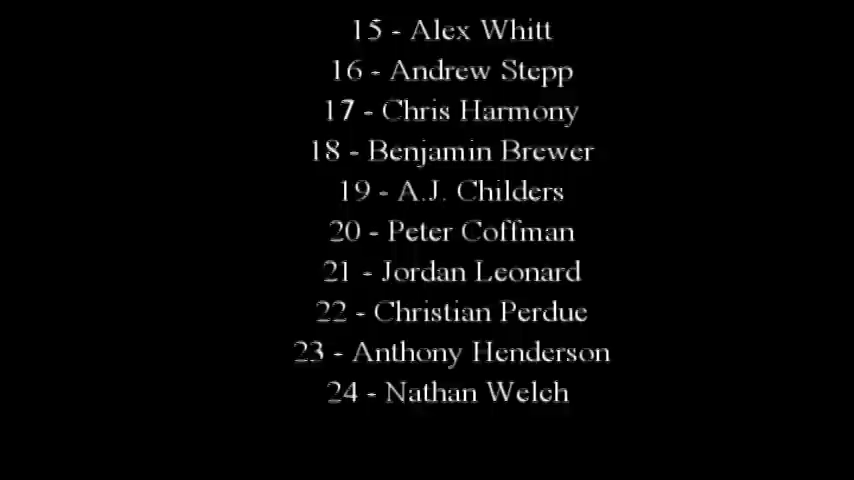 15 - Alex Whitt
16 - Andrew Stepp
17 - Chris Harmony
18 - Benjamin Brewer
19 - A.J. Childers
20 - Peter Coffman
21 - Jordan Leonard
22 - Christian Perdue
23 - Anthony Henderson
24 - Nathan Welch